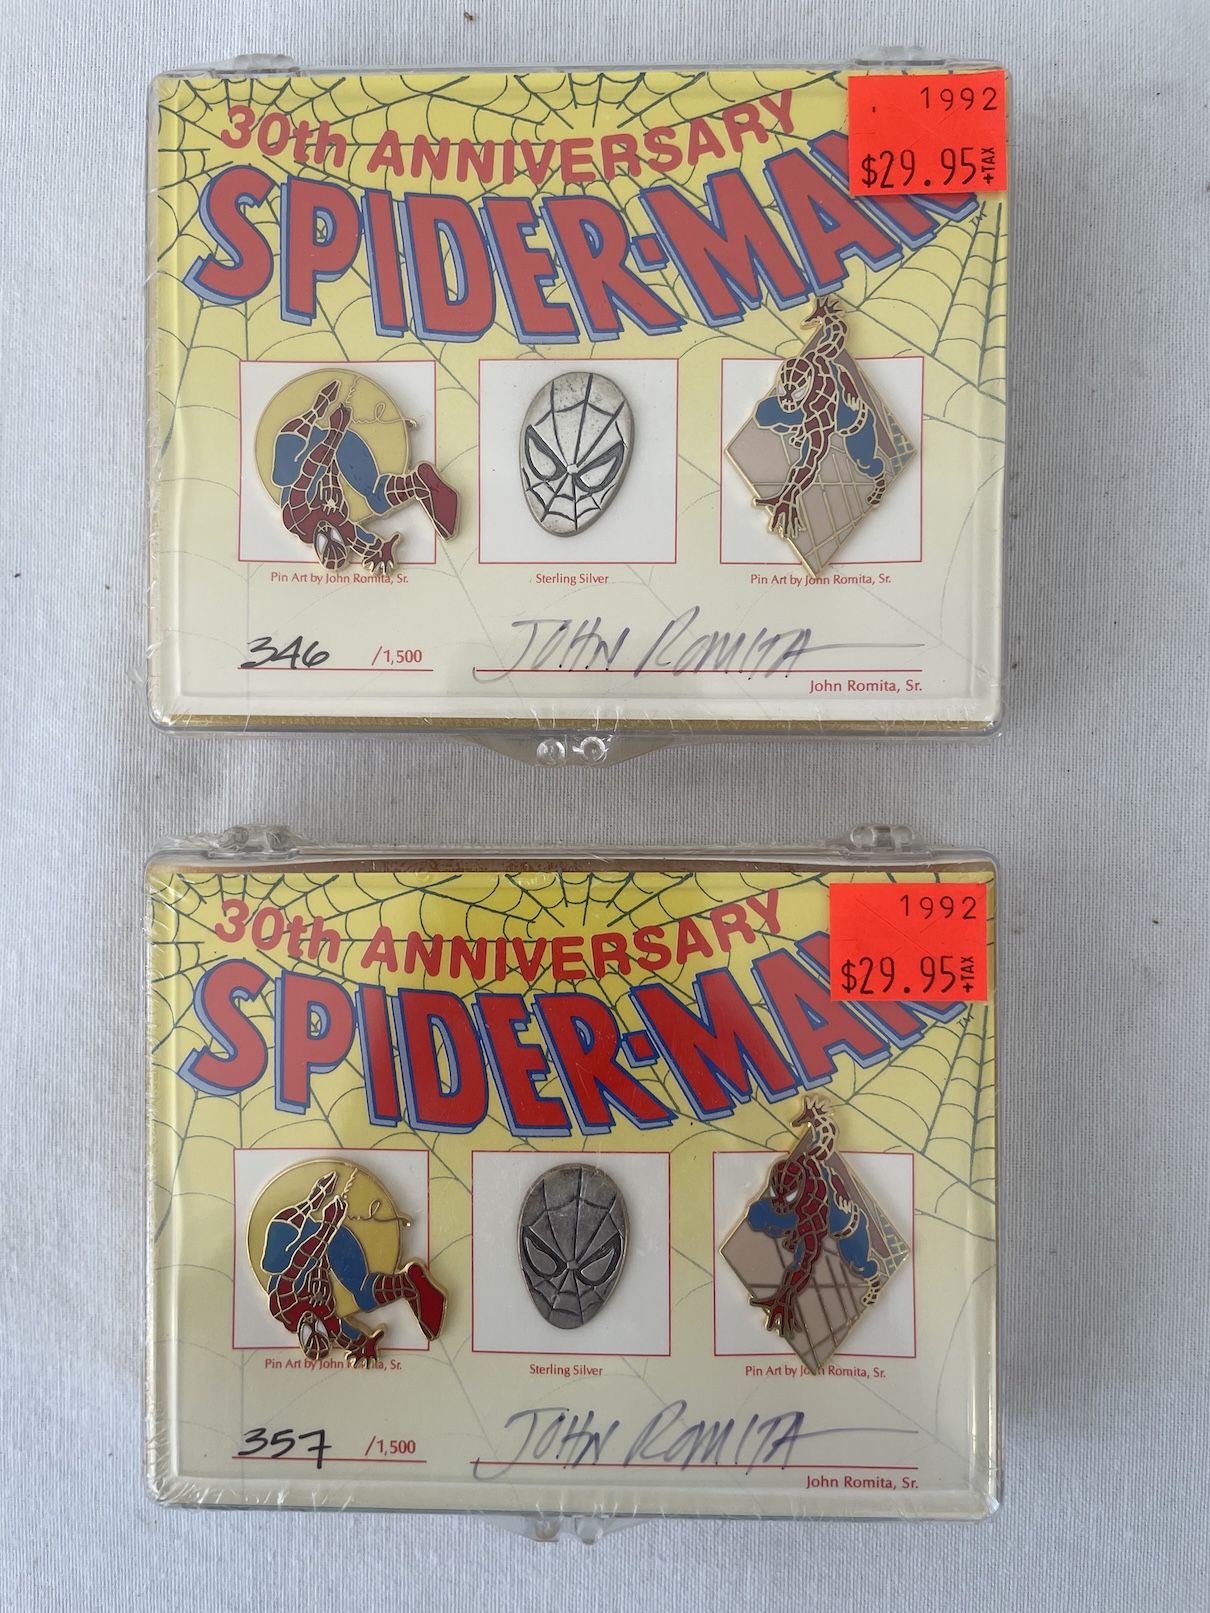 1992
$29.95 +TAX
30th ANNIVERSARY
SPIDER-MAN
Pin Art by John Romita, Sr.
Sterling Silver
Pin Art by John Romita, Sr.
346 /1,500
JOHN ROMITA
John Romita, Sr.
1992
$29.95 +TAX
30th ANNIVERSARY
SPIDER-MAN
Pin Art by John Romita, Sr.
Sterling Silver
Pin Art by John Romita, Sr.
357 /1,500
JOHN ROMITA
John Romita, Sr.